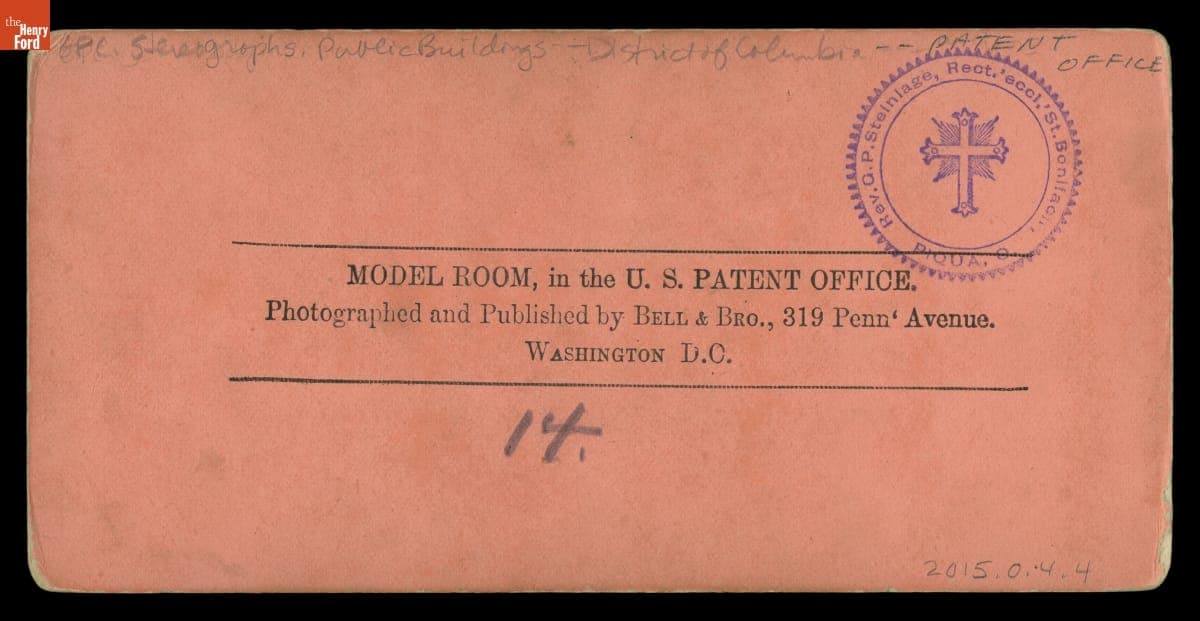 the
Henry
Ford
EPC. Stereographs. Public Buildings -- District of Columbia -- PATENT
OFFICE
Rev. G. P. Steinlage, Rect. 'eccl,' St. Bonifacii,
PIQUA, O.
MODEL ROOM, in the U. S. PATENT OFFICE.
Photographed and Published by BELL & BRO., 319 Penn' Avenue.
WASHINGTON D.C.
14.
2015.0.4.4